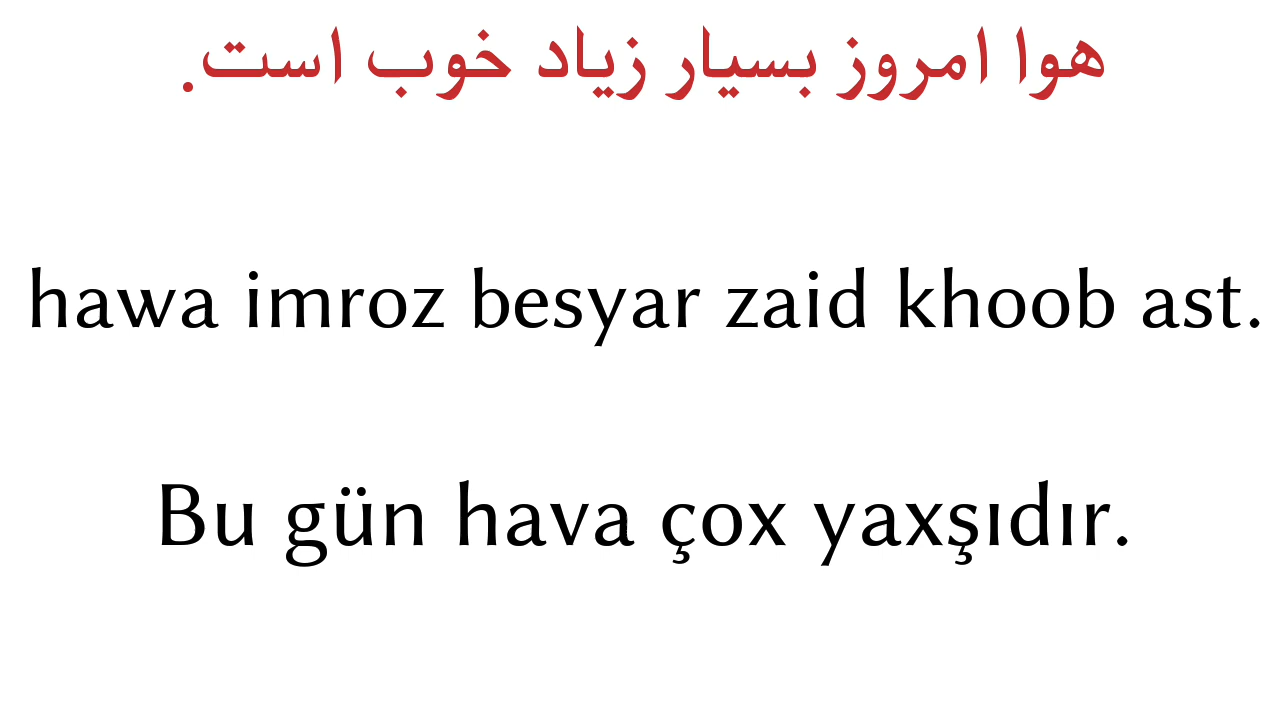 هوا امروز بسیار زیاد خوب است.
hawa imroz besyar zaid khoob ast.
Bu gün hava çox yaxşıdır.